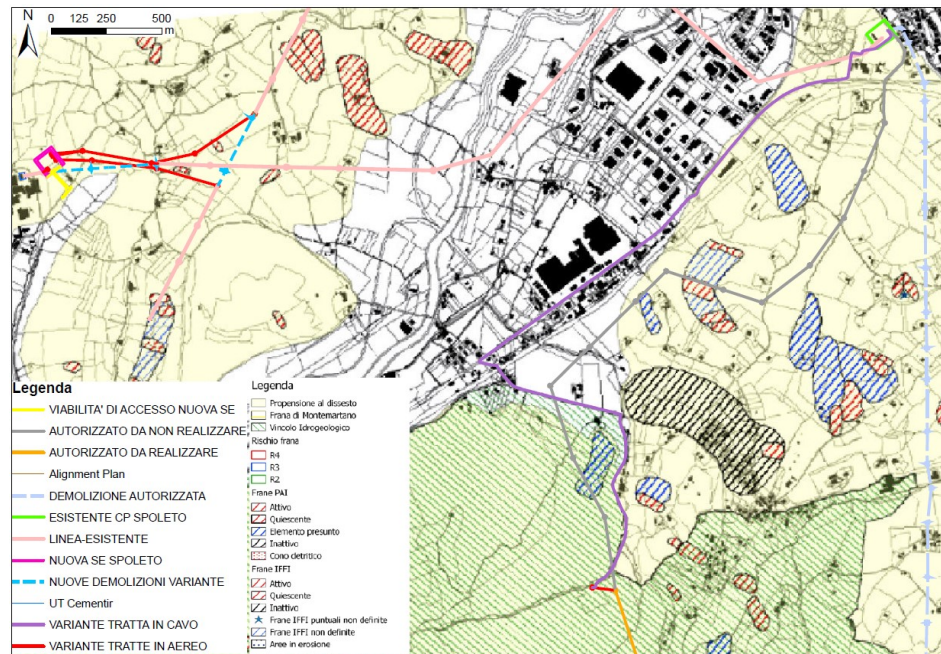 N
0 125 250 500
m
Legenda
VIABILITA' DI ACCESSO NUOVA SE
AUTORIZZATO DA NON REALIZZARE
AUTORIZZATO DA REALIZZARE
Alignment Plan
DEMOLIZIONE AUTORIZZATA
ESISTENTE CP SPOLETO
LINEA-ESISTENTE
NUOVA SE SPOLETO
NUOVE DEMOLIZIONI VARIANTE
UT Cementir
VARIANTE TRATTA IN CAVO
VARIANTE TRATTE IN AEREO
Legenda
Propensione al dissesto
Frana di Montemartano
Vincolo Idrogeologico
Rischio frana
R4
R3
R2
Frane PAI
Attivo
Quiescente
Elemento presunto
Inattivo
Cono detritico
Frane IFFI
Attivo
Quiescente
Inattivo
Frane IFFI puntuali non definite
Frane IFFI non definite
Aree in erosione